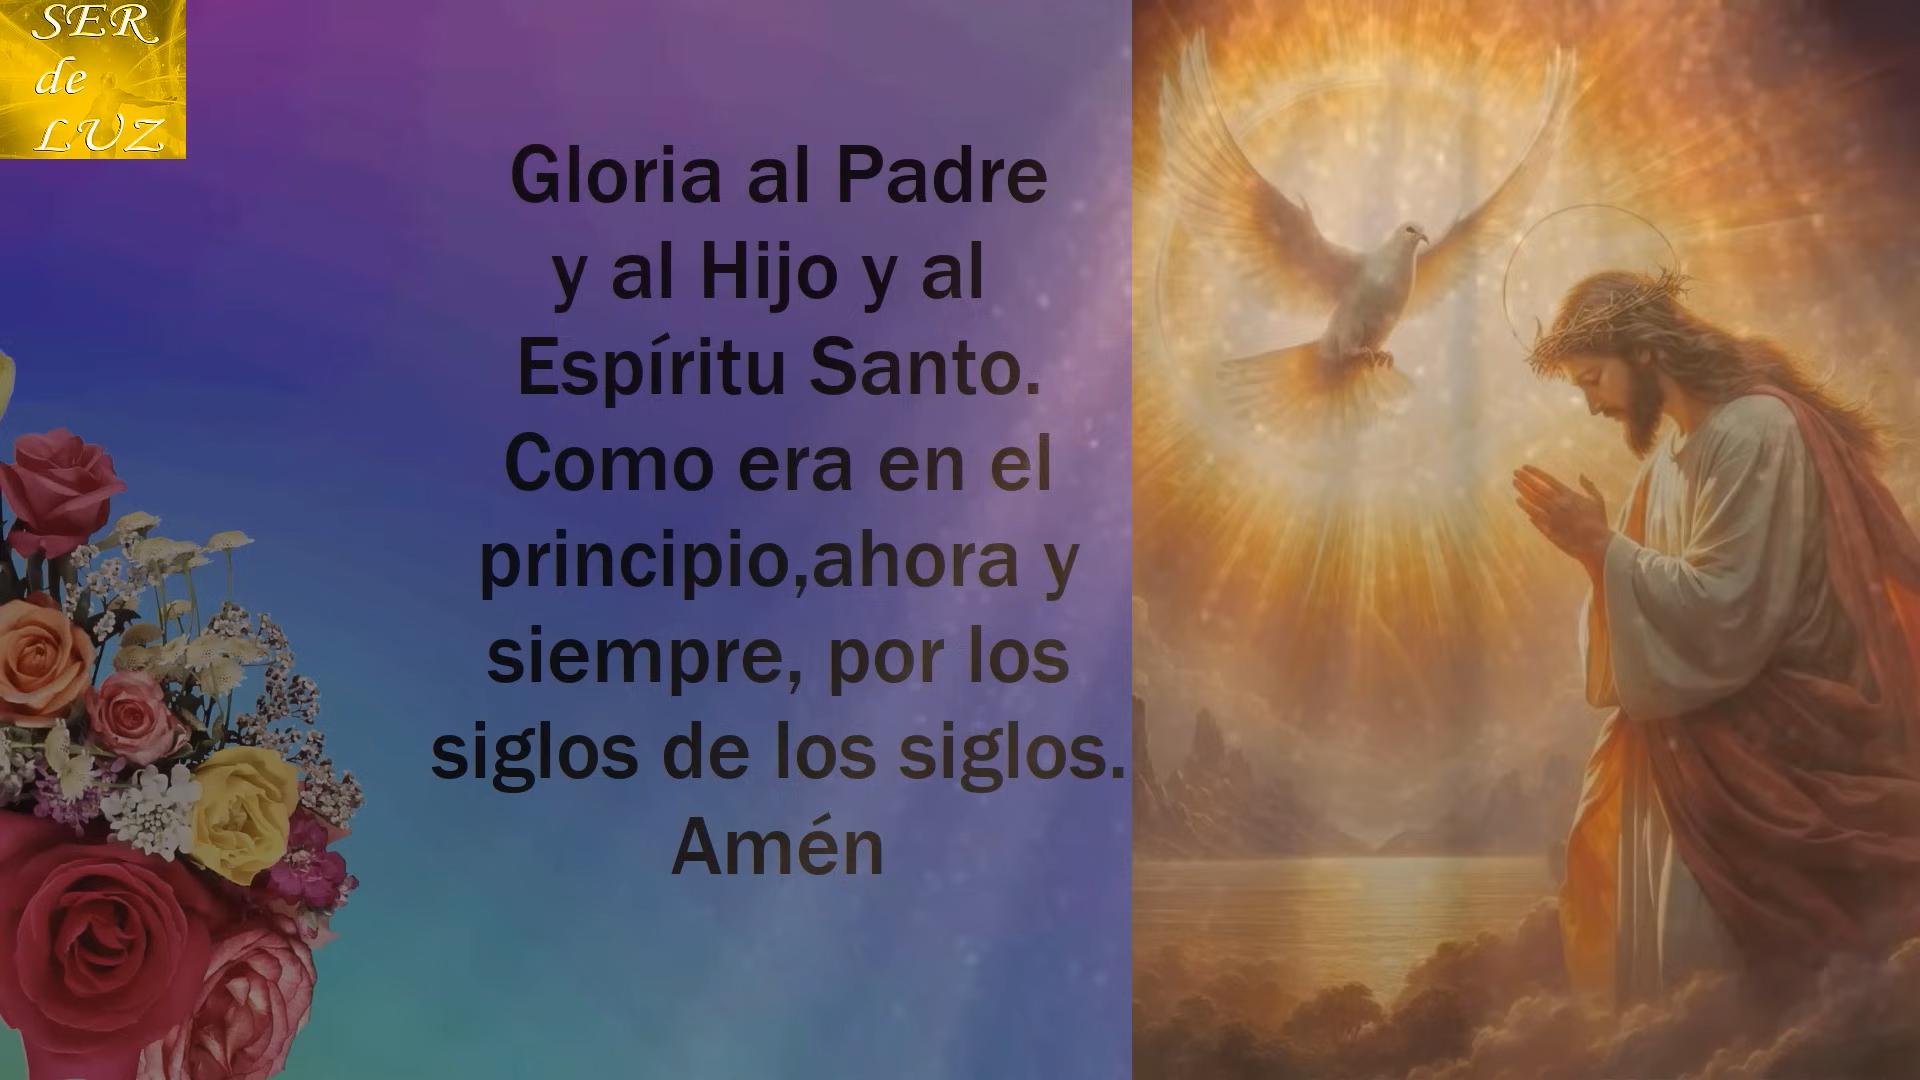 SER
de
LUZ
Gloria al Padre
y al Hijo y al
Espíritu Santo.
Como era en el
principio,ahora y
siempre, por los
siglos de los siglos.
Amén